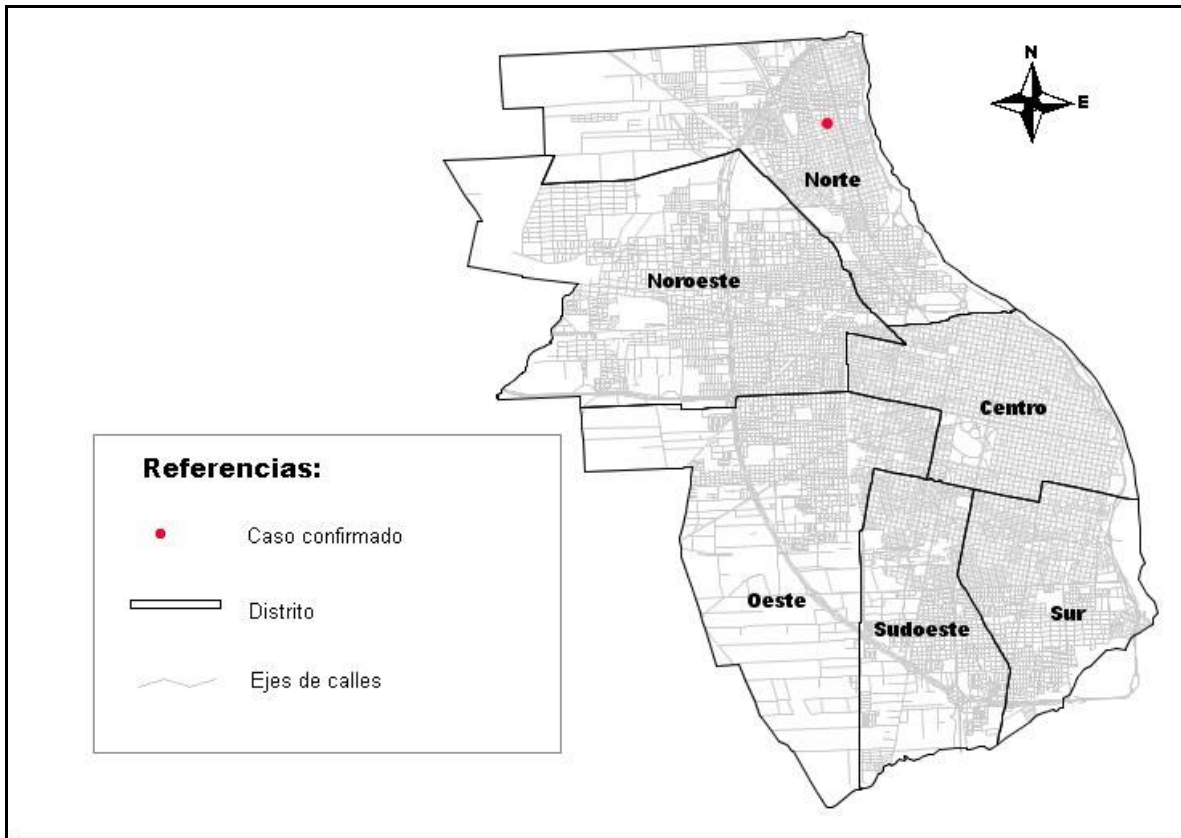 N
E
Norte
Noroeste
Centro
Referencias:
Caso confirmado
Distrito
Ejes de calles
Oeste
Sudoeste
Sur